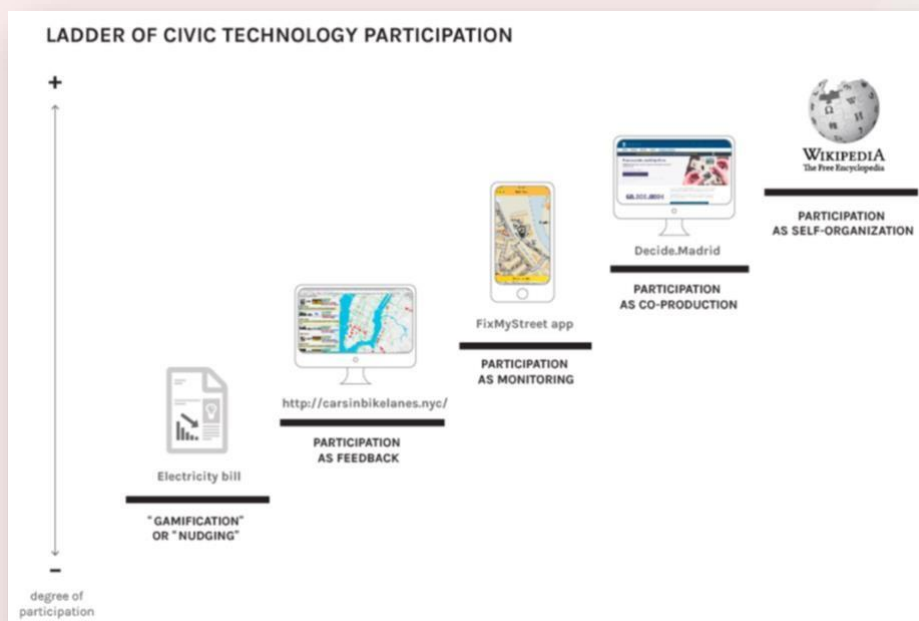 LADDER OF CIVIC TECHNOLOGY PARTICIPATION
+
WIKIPEDIA
The Free Encyclopedia
PARTICIPATION
AS SELF-ORGANIZATION
Decide.Madrid
PARTICIPATION
AS CO-PRODUCTION
FixMyStreet app
PARTICIPATION
AS MONITORING
http://carsinbikelanes.nyc/
PARTICIPATION
AS FEEDBACK
Electricity bill
"GAMIFICATION"
OR "NUDGING"
–
degree of
participation